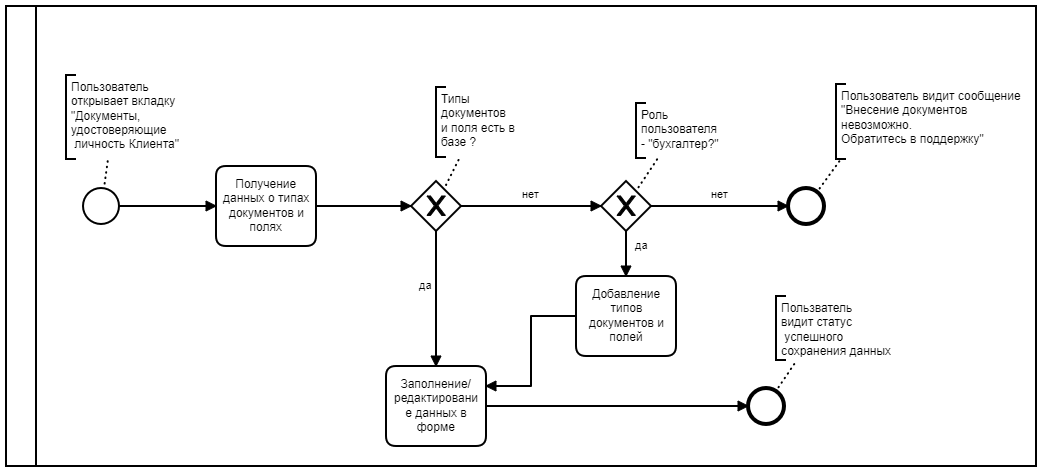 Пользователь
открывает вкладку
"Документы,
удостоверяющие
личность Клиента"
Получение
данных о типах
документов и
полях
Типы
документов
и поля есть в
базе ?
нет
да
Роль
пользователя
- "бухгалтер?"
нет
да
Пользователь видит сообщение
"Внесение документов
невозможно.
Обратитесь в поддержку"
Добавление
типов
документов и
полей
Заполнение/
редактировани
е данных в
форме
Пользватель
видит статус
успешного
сохранения данных